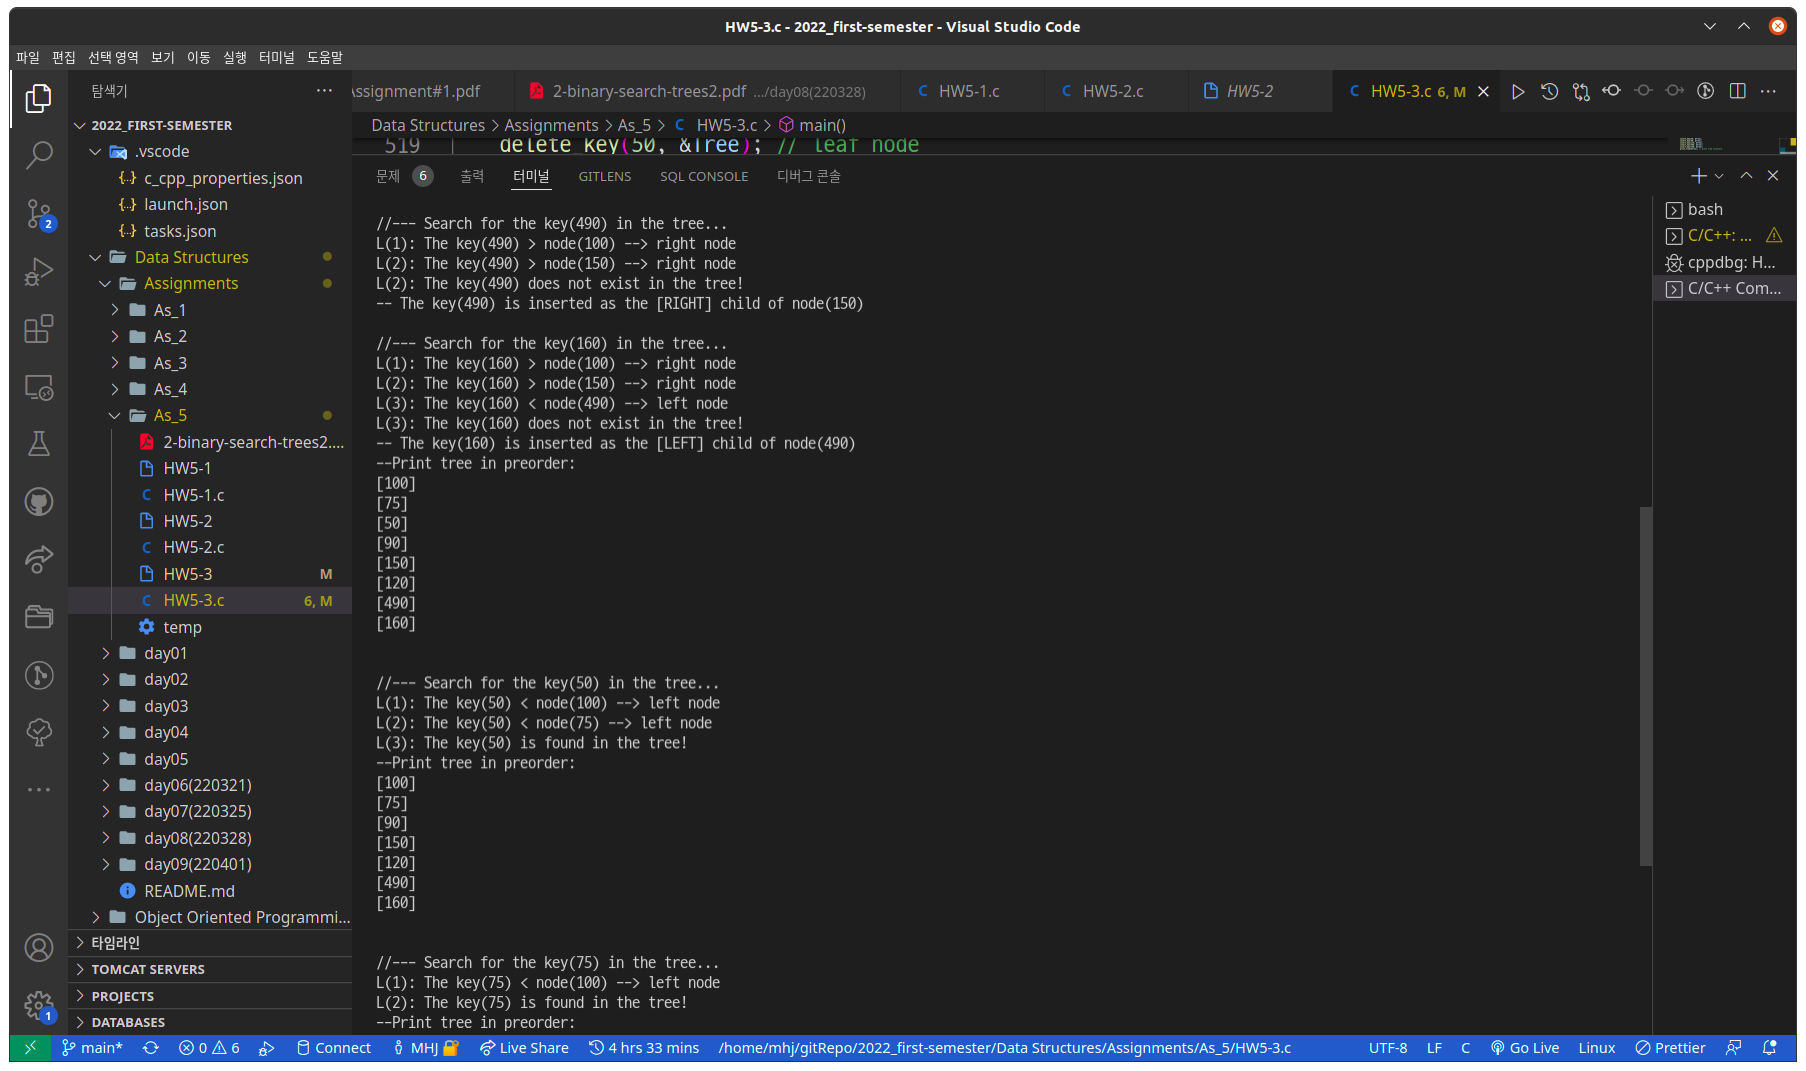 HW5-3.c - 2022_first-semester - Visual Studio Code
파일 편집 선택 영역 보기 이동 실행 터미널 도움말
탐색기
2022_FIRST-SEMESTER
.vscode
c_cpp_properties.json
launch.json
tasks.json
Data Structures
Assignments
As_1
As_2
As_3
As_4
As_5
2-binary-search-trees2....
HW5-1
HW5-1.c
HW5-2
HW5-2.c
HW5-3 M
HW5-3.c 6, M
temp
day01
day02
day03
day04
day05
day06(220321)
day07(220325)
day08(220328)
day09(220401)
README.md
Object Oriented Programmi...
타임라인
TOMCAT SERVERS
PROJECTS
DATABASES
2
1
Assignment#1.pdf 2-binary-search-trees2.pdf .../day08(220328) HW5-1.c HW5-2.c HW5-2 HW5-3.c 6, M
Data Structures > Assignments > As_5 > C HW5-3.c > main()
519 delete_key(50, &Tree); // leaf node
문제 6 출력 터미널 GITLENS SQL CONSOLE 디버그 콘솔
//--- Search for the key(490) in the tree...
L(1): The key(490) > node(100) --> right node
L(2): The key(490) > node(150) --> right node
L(2): The key(490) does not exist in the tree!
-- The key(490) is inserted as the [RIGHT] child of node(150)
//--- Search for the key(160) in the tree...
L(1): The key(160) > node(100) --> right node
L(2): The key(160) > node(150) --> right node
L(3): The key(160) < node(490) --> left node
L(3): The key(160) does not exist in the tree!
-- The key(160) is inserted as the [LEFT] child of node(490)
--Print tree in preorder:
[100]
[75]
[50]
[90]
[150]
[120]
[490]
[160]
//--- Search for the key(50) in the tree...
L(1): The key(50) < node(100) --> left node
L(2): The key(50) < node(75) --> left node
L(3): The key(50) is found in the tree!
--Print tree in preorder:
[100]
[75]
[90]
[150]
[120]
[490]
[160]
//--- Search for the key(75) in the tree...
L(1): The key(75) < node(100) --> left node
L(2): The key(75) is found in the tree!
--Print tree in preorder:
bash
C/C++: ...
cppdbg: H...
C/C++ Com...
main* 0 6 Connect MHJ Live Share 4 hrs 33 mins /home/mhj/gitRepo/2022_first-semester/Data Structures/Assignments/As_5/HW5-3.c UTF-8 LF C Go Live Linux Prettier